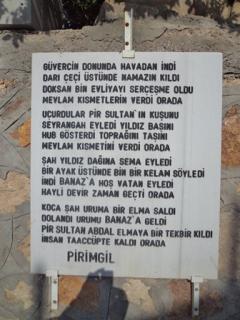 GÜVERCİN DONUNDA HAVADAN İNDİ
DARI ÇEÇİ ÜSTÜNDE NAMAZIN KILDI
DOKSAN BİN EVLİYAYI SERÇEŞME OLDU
MEVLAM KISMETLERİN VERDİ ORADA
UÇURDULAR PİR SULTAN'IN KUŞUNU
SEYRANGAH EYLEDİ YILDIZ BAŞINI
MUB GÖSTERDİ TOPRAĞINI TAŞINI
MEVLAM KISMETİNİ VERDİ ORADA
ŞAH YILDIZ DAĞINA SEMA EYLEDİ
BİR AYAK ÜSTÜNDE BİN BİR KELAM SÖYLEDİ
İNDİ BANAZ'A HOŞ VATAN EYLEDİ
HAYLİ DEVİR ZAMAN GEÇTİ ORADA
KOCA ŞAH URUMA BİR ELMA SALDI
DOLANDI URUMU BANAZ'A GELDİ
PİR SULTAN ABDAL ELMAYA BİR TEKBİR KILDI
İNSAN TAACCÜPTE KALDI ORADA
PİRİMGİL